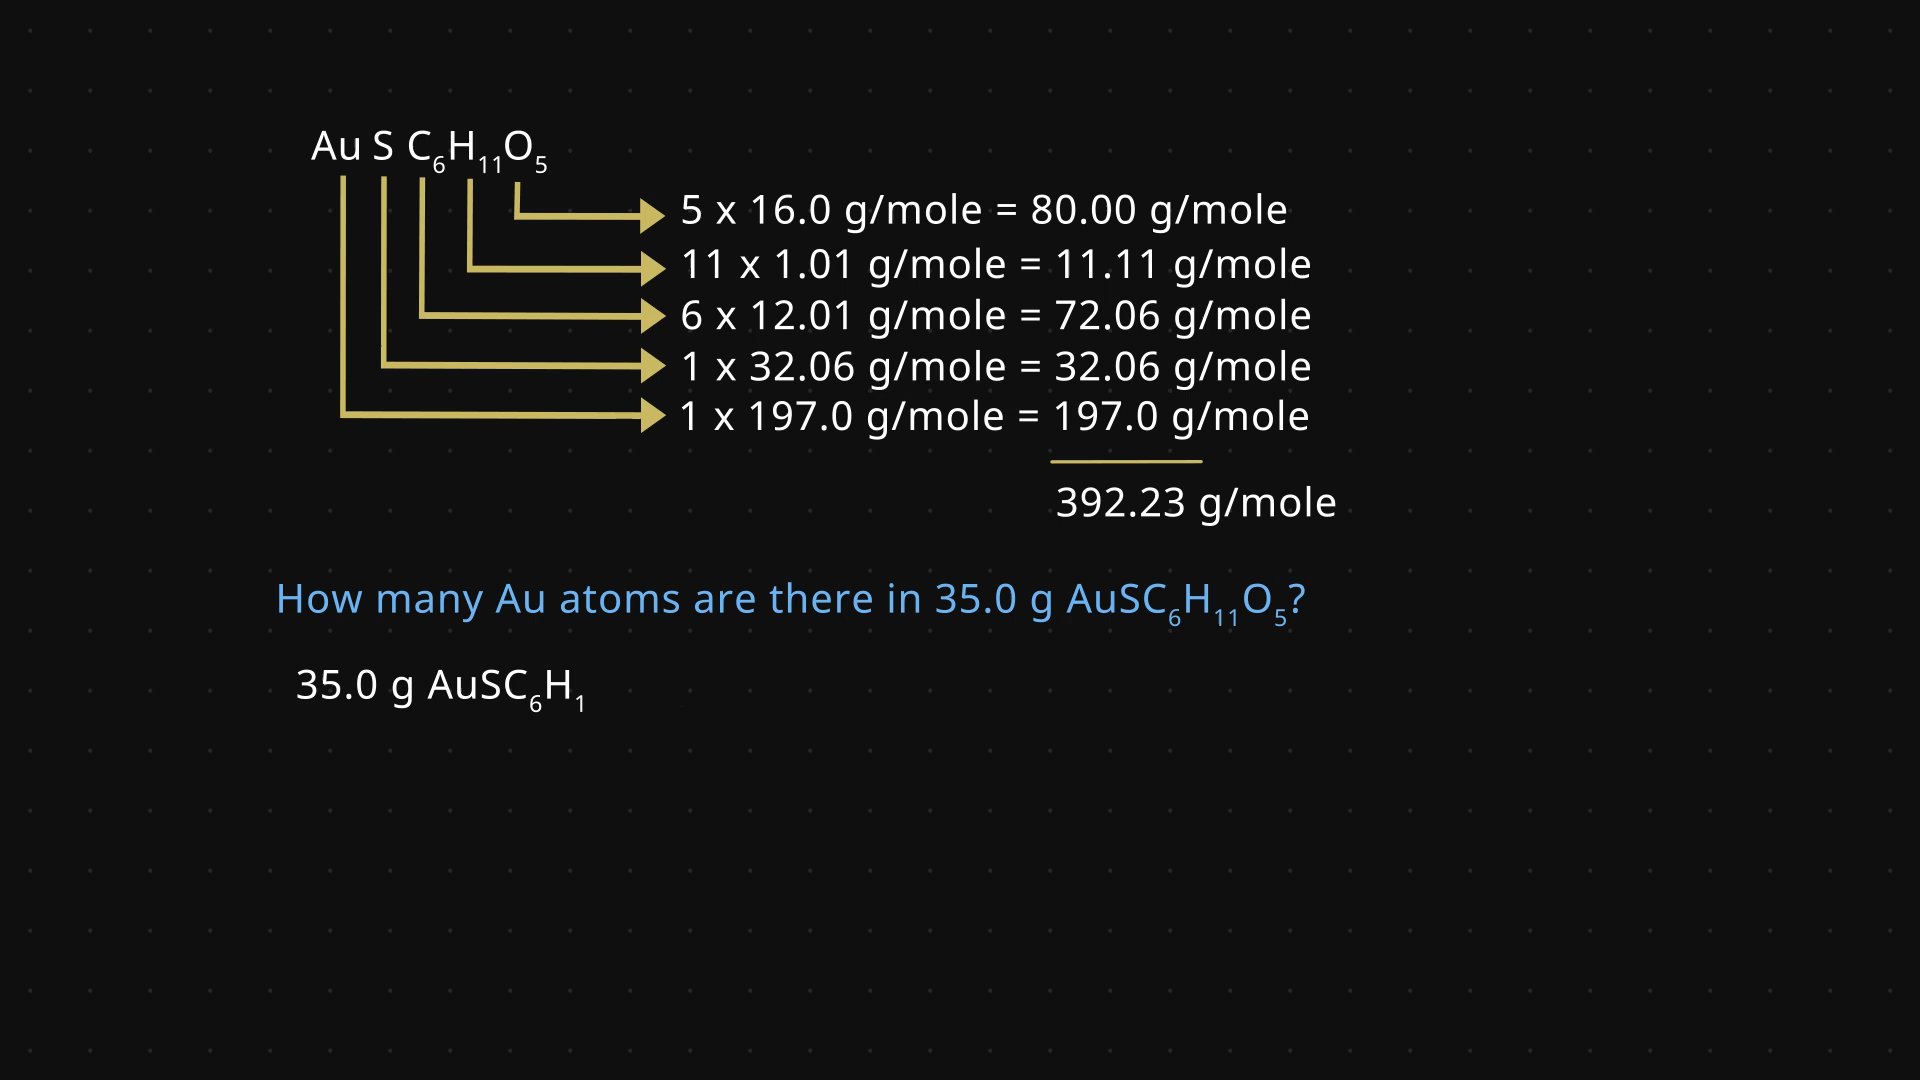 Au S C₆H₁₁O₅
5 x 16.0 g/mole = 80.00 g/mole
11 x 1.01 g/mole = 11.11 g/mole
6 x 12.01 g/mole = 72.06 g/mole
1 x 32.06 g/mole = 32.06 g/mole
1 x 197.0 g/mole = 197.0 g/mole
392.23 g/mole
How many Au atoms are there in 35.0 g AuSC₆H₁₁O₅?
35.0 g AuSC₆H₁